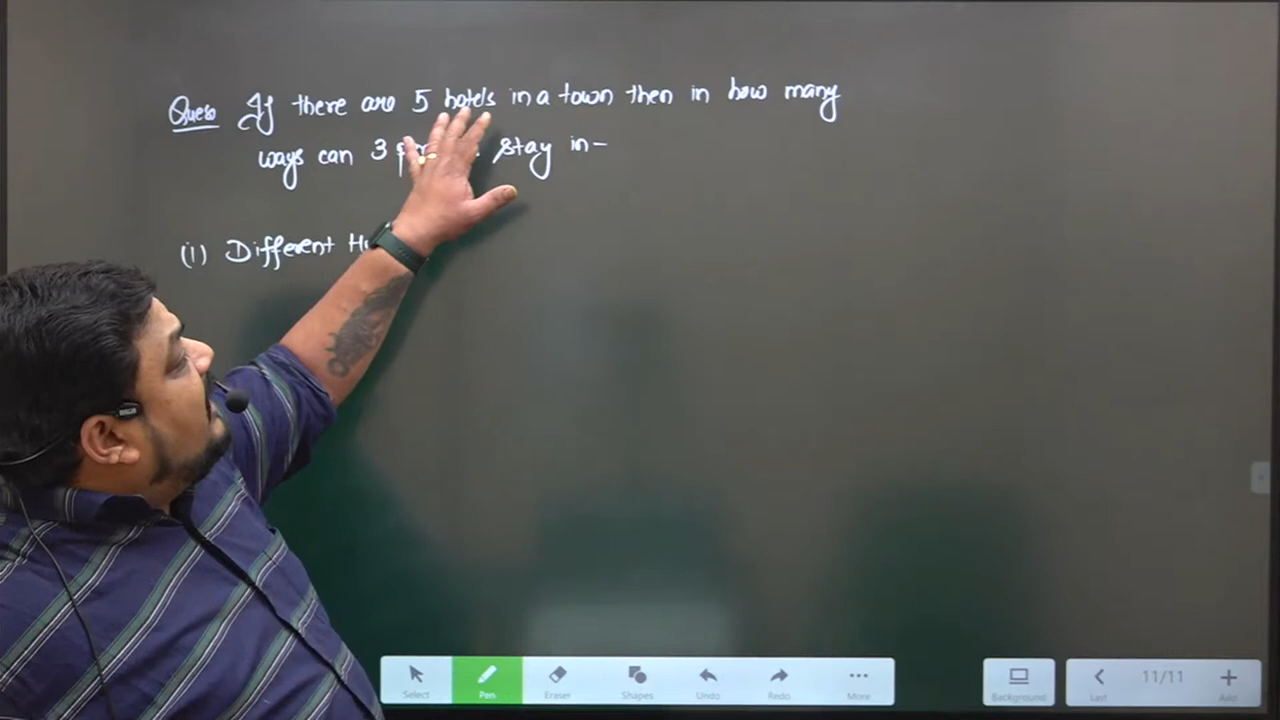 Ques If there are 5 hotels in a town then in how many
ways can 3 stay in-
(i) Different
Select
Pen
Eraser
Shapes
Undo
Redo
More
Background
Last
11/11
Add